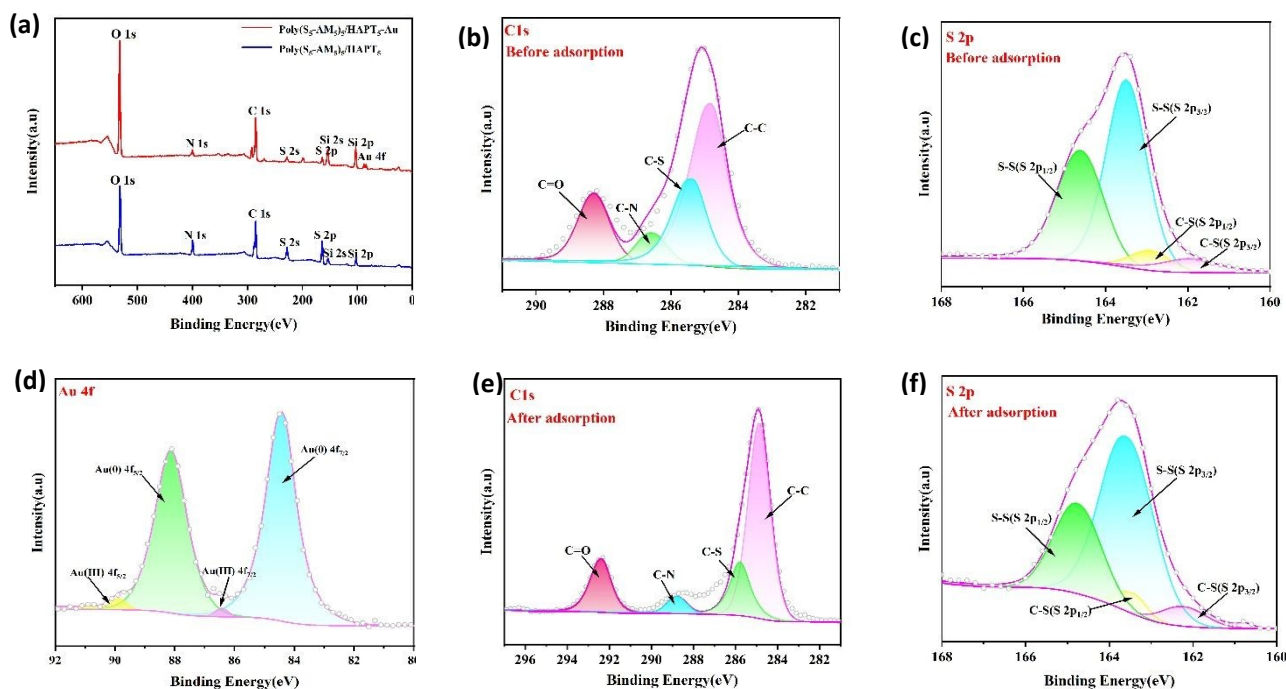 (a)
Poly(S₅-AM₅)₅/HAPT₅-Au
Poly(S₅-AM₅)₅/HAPT₅
O 1s
N 1s
C 1s
S 2s
S 2p
Si 2s
Si 2p
Au 4f
O 1s
N 1s
C 1s
S 2s
S 2p
Si 2s
Si 2p
Intensity(a.u)
600 500 400 300 200 100 0
Binding Energy(eV)
(b)
C1s
Before adsorption
C=O
C-N
C-S
C-C
Intensity(a.u)
290 288 286 284 282
Binding Energy(eV)
(c)
S 2p
Before adsorption
S-S(S 2p₃/₂)
S-S(S 2p₁/₂)
C-S(S 2p₁/₂)
C-S(S 2p₃/₂)
Intensity(a.u)
168 166 164 162 160
Binding Energy(eV)
(d)
Au 4f
Au(0) 4f₅/₂
Au(0) 4f₇/₂
Au(III) 4f₅/₂
Au(III) 4f₇/₂
Intensity(a.u)
92 90 88 86 84 82 80
Binding Energy(eV)
(e)
C1s
After adsorption
C=O
C-N
C-S
C-C
Intensity(a.u)
296 294 292 290 289 286 284 282 281
Binding Energy(eV)
(f)
S 2p
After adsorption
S-S(S 2p₃/₂)
S-S(S 2p₁/₂)
C-S(S 2p₃/₂)
C-S(S 2p₁/₂)
Intensity(a.u)
168 166 164 162 160
Binding Energy(eV)